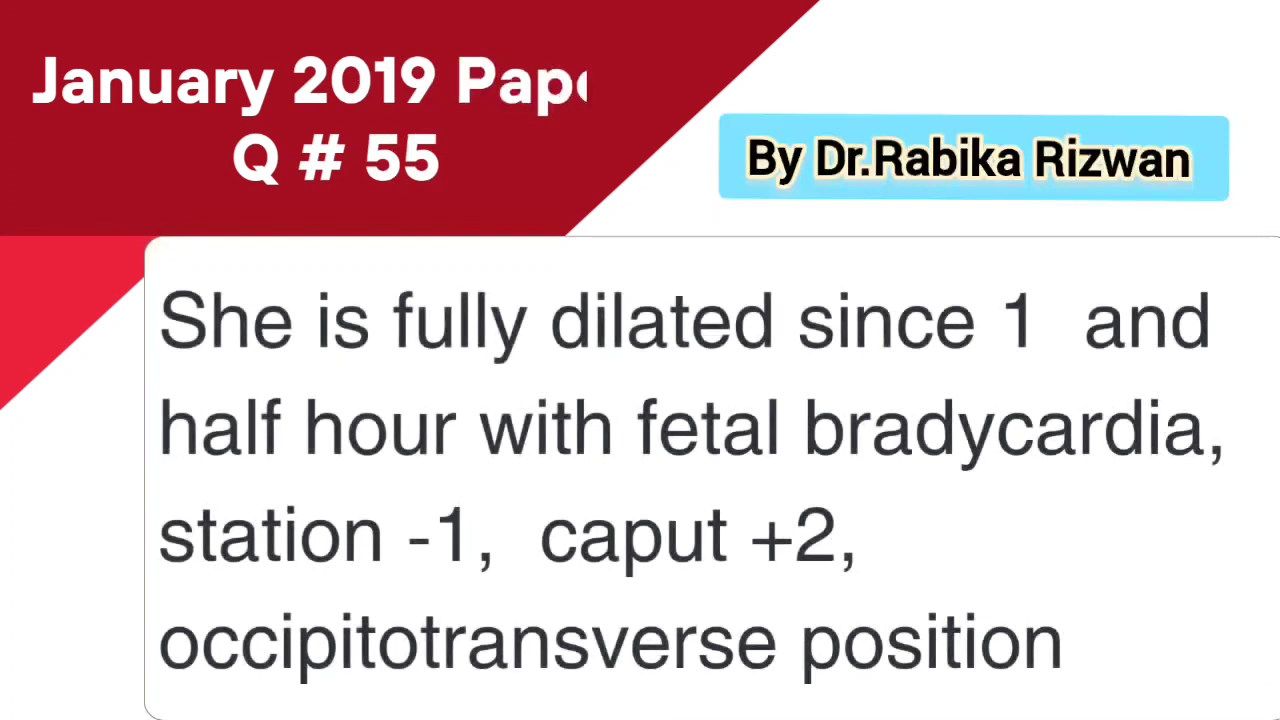 January 2019
Q # 55
By Dr.Rabika Rizwan
She is fully dilated since 1 and
half hour with fetal bradycardia,
station -1, caput +2,
occipitotransverse position